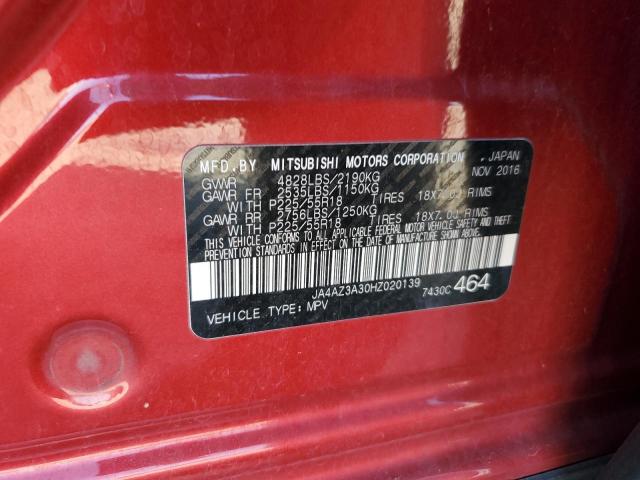 MFD.BY MITSUBISHI MOTORS CORPORATION , JAPAN
GVWR 4828LBS/2190KG NOV 2016
GAWR FR 2535LBS/1150KG
WITH P225/55R18 TIRES 18X7.0J RIMS
GAWR RR 2756LBS/1250KG
WITH P225/55R18 TIRES 18X7.0J RIMS
THIS VEHICLE CONFORMS TO ALL APPLICABLE FEDERAL MOTOR VEHICLE SAFETY AND
THEFT PREVENTION STANDARDS IN EFFECT ON THE DATE OF MANUFACTURE SHOWN ABOVE.
JA4AZ3A30HZ020139
7430C 464
VEHICLE TYPE: MPV